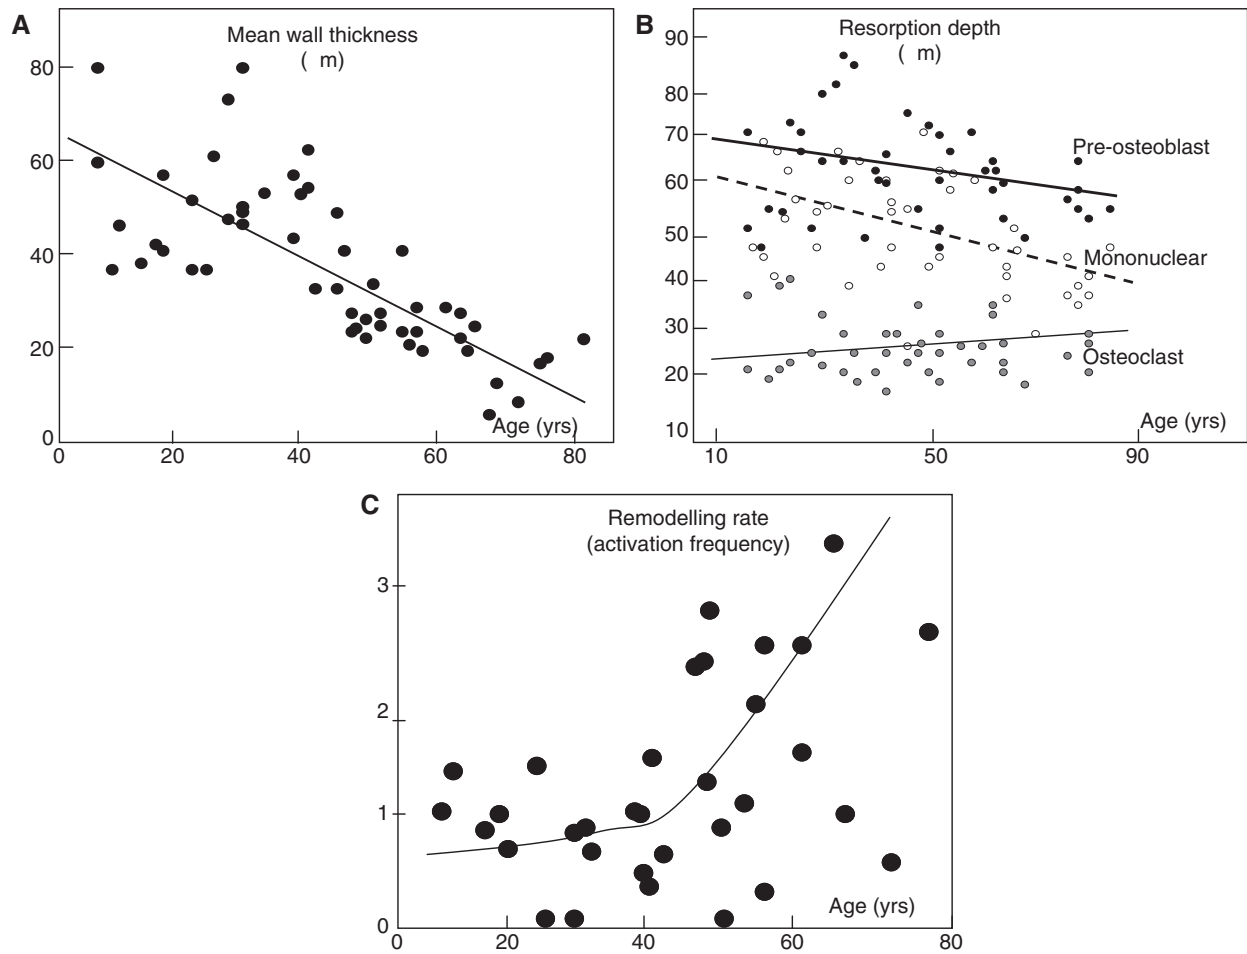 A
Mean wall thickness
( m)
80
60
40
20
0
0 20 40 60 80
Age (yrs)
B
Resorption depth
( m)
90
80
70
60
50
40
30
20
10
Pre-osteoblast
Mononuclear
Osteoclast
Age (yrs)
10 50 90
C
Remodelling rate
(activation frequency)
3
2
1
0
Age (yrs)
0 20 40 60 80